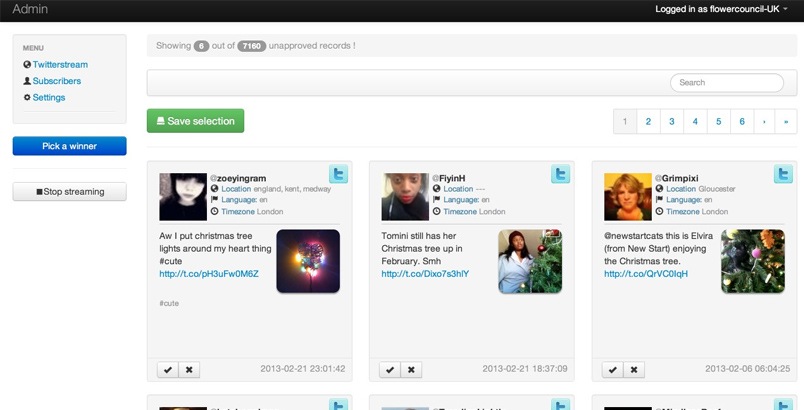 Admin
Logged in as flowercouncil-UK
MENU
Twitterstream
Subscribers
Settings
Pick a winner
Stop streaming
Showing 6 out of 7160 unapproved records !
Search
Save selection
1 2 3 4 5 6 › »
@zoeyingram
Location england, kent, medway
Language: en
Timezone London
Aw I put christmas tree
lights around my heart thing
#cute
http://t.co/pH3uFw0M6Z
#cute
2013-02-21 23:01:42
@FiyinH
Location ---
Language: en
Timezone London
Tomini still has her
Christmas tree up in
February. Smh
http://t.co/Dixo7s3hlY
2013-02-21 18:37:09
@Grimpixi
Location Gloucester
Language: en
Timezone London
@newstartcats this is Elvira
(from New Start) enjoying
the Christmas tree.
http://t.co/QrVC0IqH
2013-02-06 06:04:25